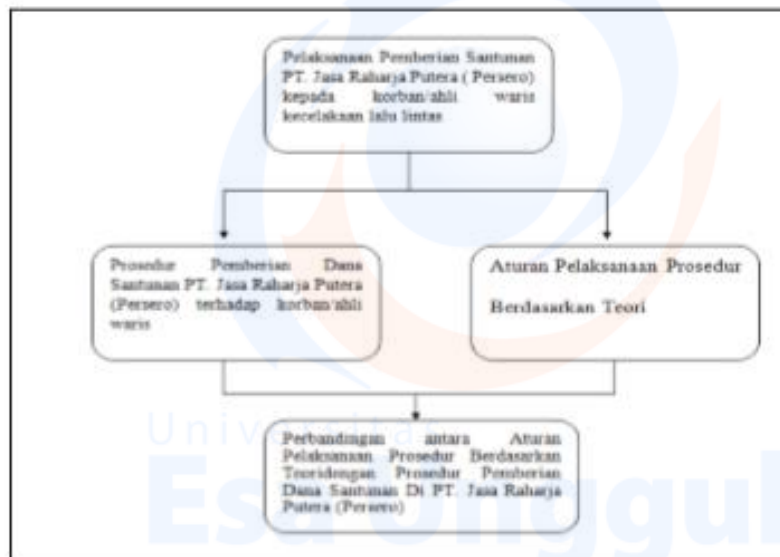 Pelaksanaan Pemberian Santunan
PT. Jasa Raharja Putera ( Persero)
kepada korban/ahli waris
kecelakaan lalu lintas
Prosedur Pemberian Dana
Santunan PT. Jasa Raharja Putera
(Persero) terhadap korban/ahli
waris
Aturan Pelaksanaan Prosedur
Berdasarkan Teori
Perbandingan antara Aturan
Pelaksanaan Prosedur Berdasarkan
Teoridengan Prosedur Pemberian
Dana Santunan Di PT. Jasa Raharja
Putera (Persero)
Universitas
Esa Unggul